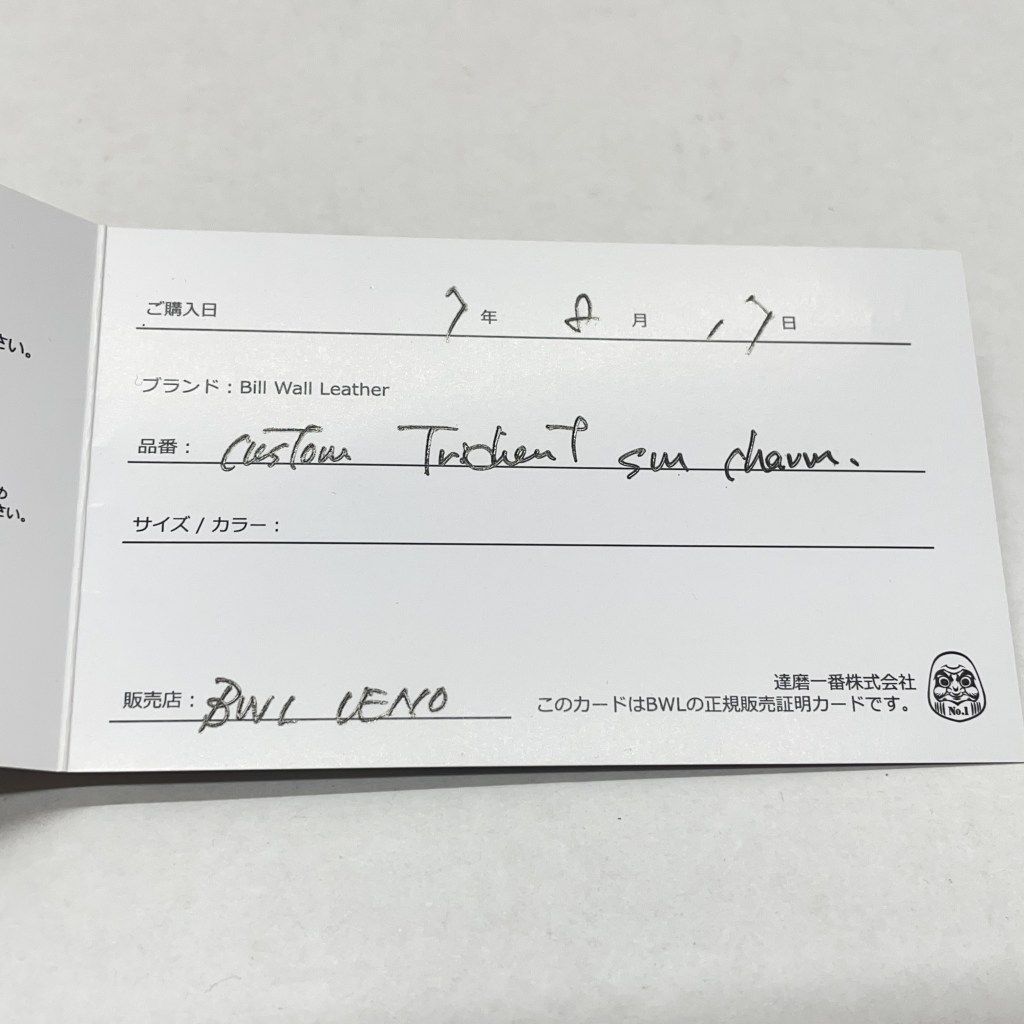 さい。
め
さい。
ご購入日 7年 8月 17日
ブランド：Bill Wall Leather
品番： custom Trident sm charm.
サイズ / カラー：
販売店： BWL UENO
達磨一番株式会社
このカードはBWLの正規販売証明カードです。
No.1